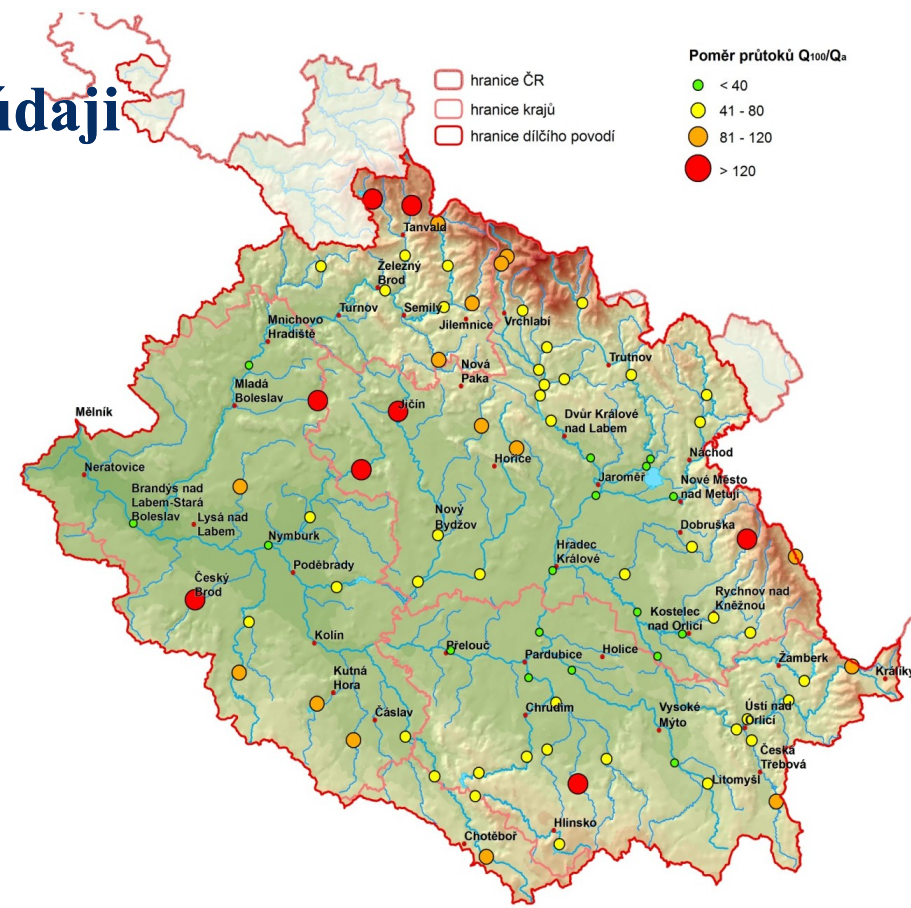 údaji
hranice ČR
hranice krajů
hranice dílčího povodí
Poměr průtoků Q100/Qa
< 40
41 - 80
81 - 120
> 120
Tanvald
Železný
Brod
Turnov
Semily
Jilemnice
Vrchlabí
Mnichovo
Hradiště
Nová
Paka
Trutnov
Mladá
Boleslav
Jičín
Dvůr Králové
nad Labem
Mělník
Neratovice
Hořice
Náchod
Jaroměř
Nové Město
nad Metují
Brandýs nad
Labem-Stará
Boleslav
Lysá nad
Labem
Nový
Bydžov
Dobruška
Nymburk
Hradec
Králové
Poděbrady
Český
Brod
Rychnov nad
Kněžnou
Kostelec
nad Orlicí
Kolín
Přelouč
Pardubice
Holice
Žamberk
Králíky
Kutná
Hora
Čáslav
Chrudim
Vysoké
Mýto
Ústí nad
Orlicí
Česká
Třebová
Litomyšl
Hlinsko
Chotěboř